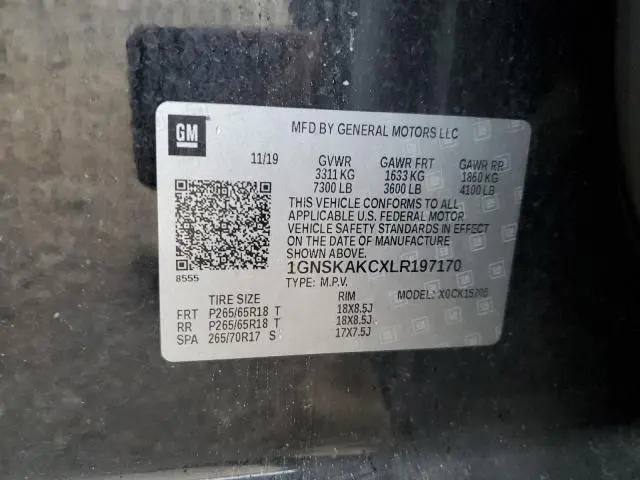 GM
MFD BY GENERAL MOTORS LLC
11/19 GVWR GAWR FRT GAWR RR
3311 KG 1633 KG 1860 KG
7300 LB 3600 LB 4100 LB
THIS VEHICLE CONFORMS TO ALL
APPLICABLE U.S. FEDERAL MOTOR
VEHICLE SAFETY STANDARDS IN EFFECT
ON THE DATE OF MANUFACTURE
SHOWN ABOVE.
8555
1GNSKAKCXLR197170
TYPE: M.P.V. MODEL:
TIRE SIZE RIM
FRT P265/65R18 T 18X8.5J
RR P265/65R18 T 18X8.5J
SPA 265/70R17 S 17X7.5J